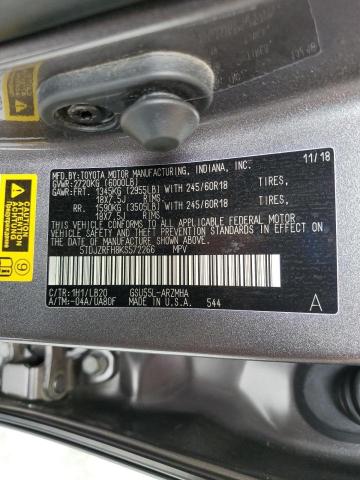 MFD.BY:TOYOTA MOTOR MANUFACTURING, INDIANA, INC. 11/18
GVWR:2720KG (6000LB)
GAWR:FRT. 1345KG (2955LB) WITH 245/60R18 TIRES,
18X7.5J RIMS,
RR. 1590KG (3505LB) WITH 245/60R18 TIRES,
18X7.5J RIMS,
THIS VEHICLE CONFORMS TO ALL APPLICABLE FEDERAL MOTOR
VEHICLE SAFETY, BUMPER, AND THEFT PREVENTION STANDARDS
IN EFFECT ON THE DATE OF MANUFACTURE SHOWN ABOVE.
5TDJZRFH8KS572266 MPV
C/TR:1H1/LB20 GSU55L-ARZMHA
A/TM:-04A/UA80F MADE IN U.S.A. 544 A